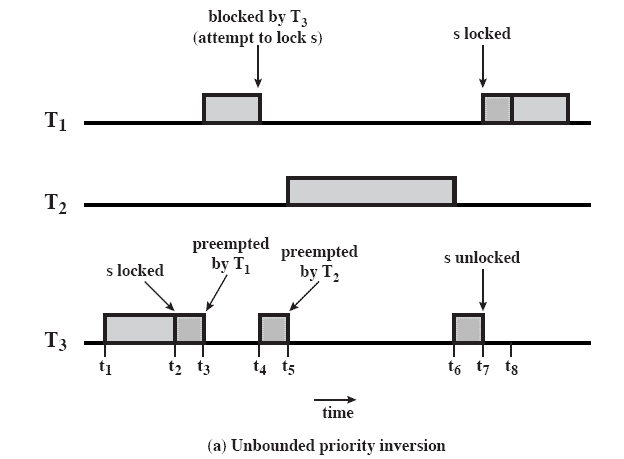 blocked by T3
(attempt to lock s)
s locked
T1
T2
preempted
by T1
preempted
by T2
s locked
s unlocked
T3
t1 t2 t3 t4 t5 t6 t7 t8
time
(a) Unbounded priority inversion